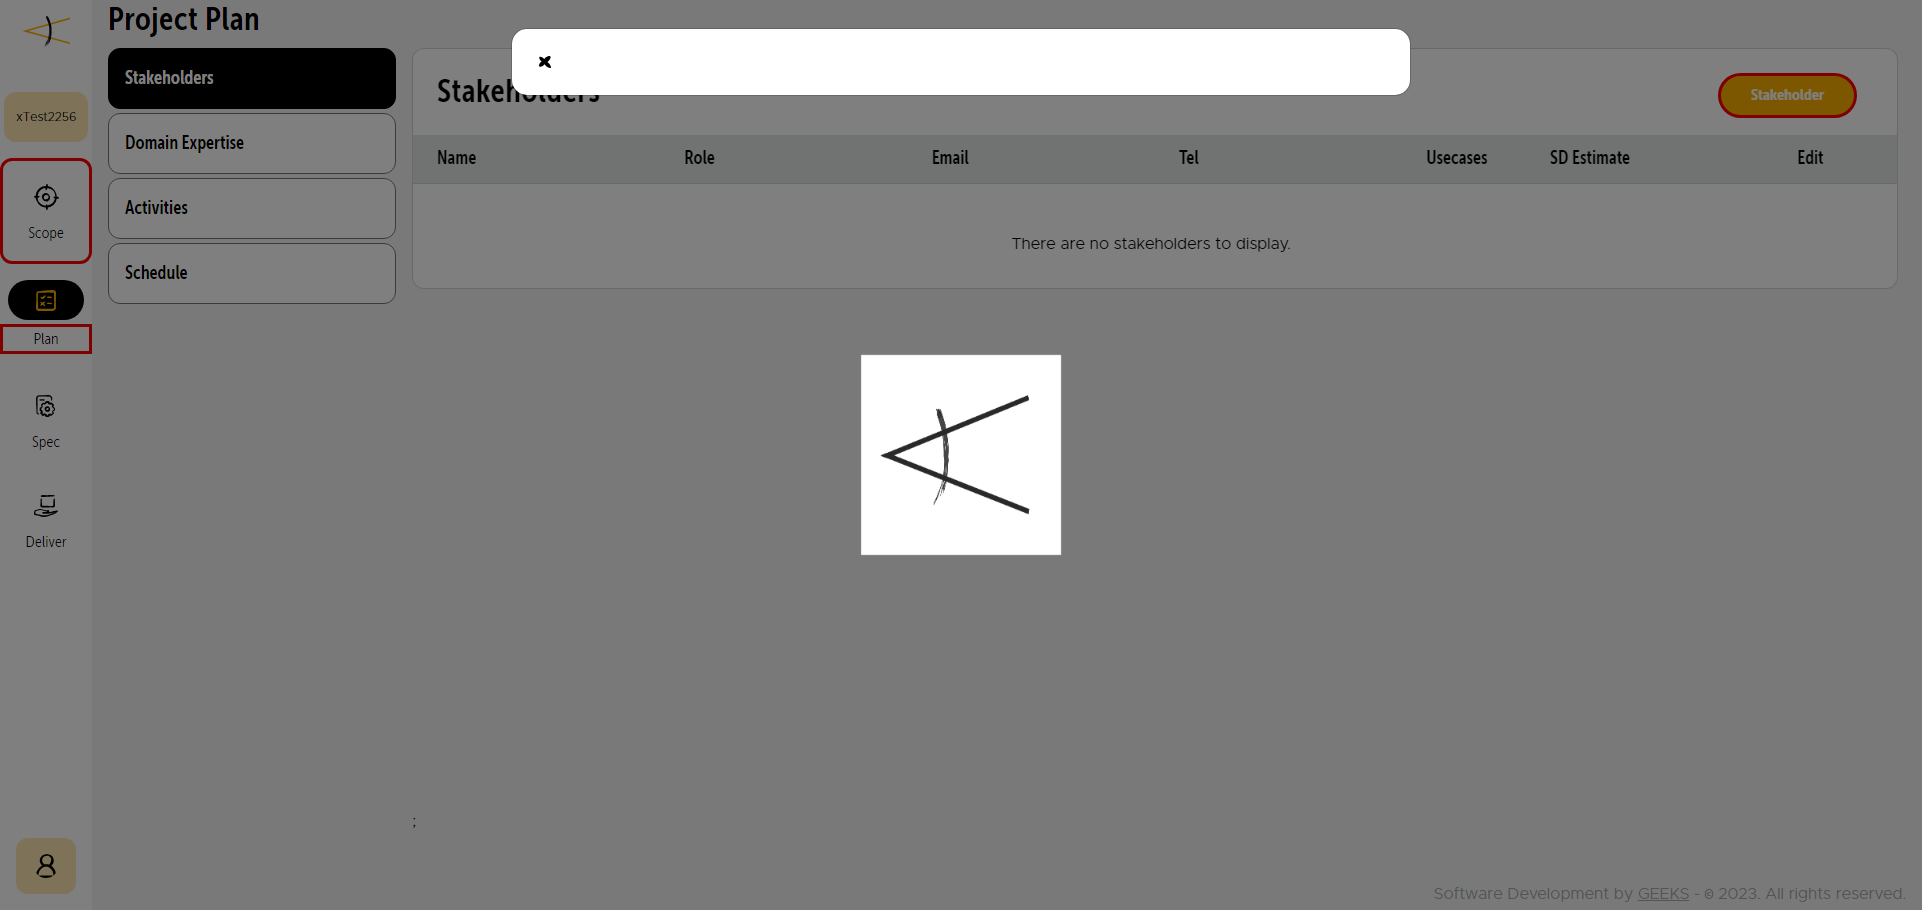 Project Plan
xTest2256
Scope
Plan
Spec
Deliver
Stakeholders
Domain Expertise
Activities
Schedule
Stakeholders
Stakeholder
Name Role Email Tel Usecases SD Estimate Edit
There are no stakeholders to display.
;
Software Development by GEEKS - © 2023. All rights reserved.